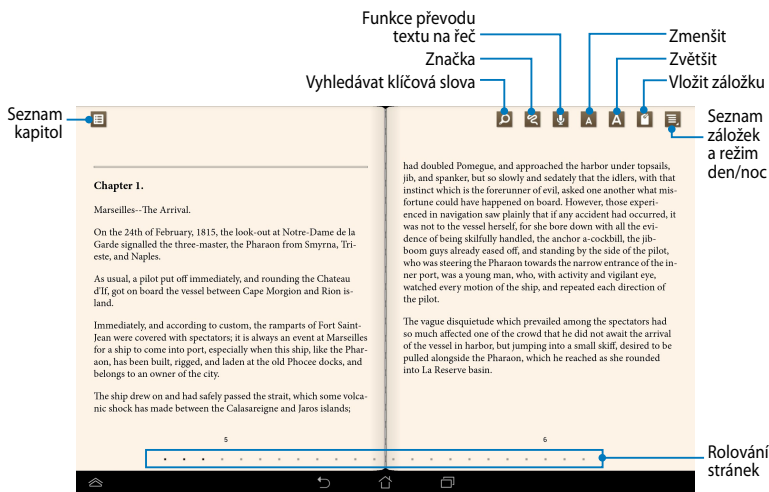 Funkce převodu
textu na řeč
Značka
Vyhledávat klíčová slova
Zmenšit
Zvětšit
Vložit záložku
Seznam
kapitol
Seznam
záložek
a režim
den/noc
Chapter 1.
Marseilles--The Arrival.
On the 24th of February, 1815, the look-out at Notre-Dame de la
Garde signalled the three-master, the Pharaon from Smyrna, Tri-
este, and Naples.
As usual, a pilot put off immediately, and rounding the Chateau
d'If, got on board the vessel between Cape Morgion and Rion is-
land.
Immediately, and according to custom, the ramparts of Fort Saint-
Jean were covered with spectators; it is always an event at Marseilles
for a ship to come into port, especially when this ship, like the Phar-
aon, has been built, rigged, and laden at the old Phocee docks, and
belongs to an owner of the city.
The ship drew on and had safely passed the strait, which some volca-
nic shock has made between the Calasareigne and Jaros islands;
5
had doubled Pomegue, and approached the harbor under topsails,
jib, and spanker, but so slowly and sedately that the idlers, with that
instinct which is the forerunner of evil, asked one another what mis-
fortune could have happened on board. However, those experi-
enced in navigation saw plainly that if any accident had occurred, it
was not to the vessel herself, for she bore down with all the evi-
dence of being skilfully handled, the anchor a-cockbill, the jib-
boom guys already eased off, and standing by the side of the pilot,
who was steering the Pharaon towards the narrow entrance of the in-
ner port, was a young man, who, with activity and vigilant eye,
watched every motion of the ship, and repeated each direction of
the pilot.
The vague disquietude which prevailed among the spectators had
so much affected one of the crowd that he did not await the arrival
of the vessel in harbor, but jumping into a small skiff, desired to be
pulled alongside the Pharaon, which he reached as she rounded
into La Reserve basin.
6
Rolování
stránek